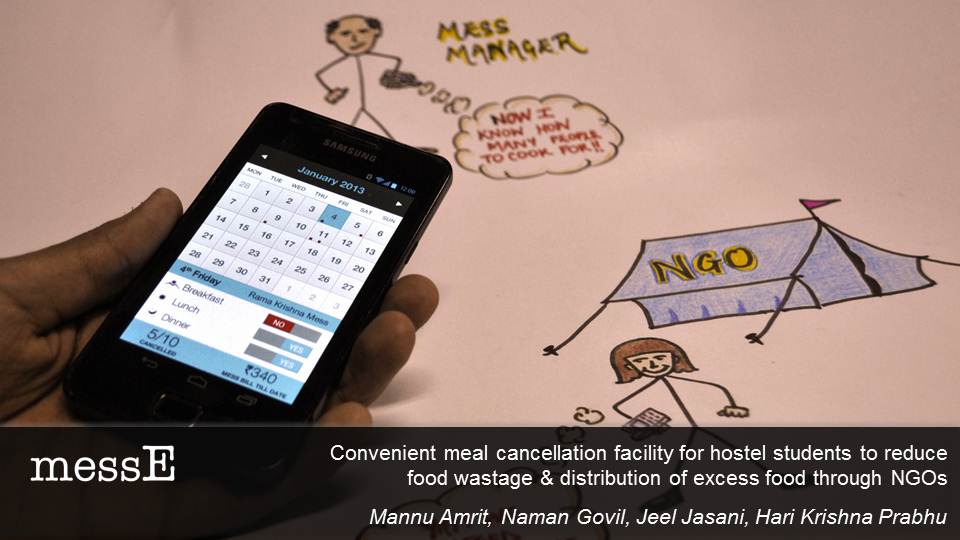 MESS
MANAGER
NOW I
KNOW HOW
MANY PEOPLE
TO COOK FOR!!
SAMSUNG
12:00
January 2013
MON TUE WED THU FRI SAT SUN
28 1 2 3 4 5 6
7 8 9 10 11 12 13
14 15 16 17 18 19 20
21 22 23 24 25 26 27
28 29 30 31 1 2 3
4th Friday Rama Krishna Mess
Breakfast NO
Lunch YES
Dinner YES
5/10 ₹340
CANCELLED MESS BILL TILL DATE
NGO
messE
Convenient meal cancellation facility for hostel students to reduce
food wastage & distribution of excess food through NGOs
Mannu Amrit, Naman Govil, Jeel Jasani, Hari Krishna Prabhu